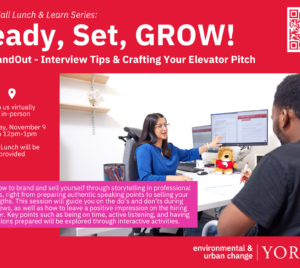 all Lunch & Learn Series:
eady, Set, GROW!
andOut - Interview Tips & Crafting Your Elevator Pitch
us virtually
in-person
ay, November 9
12pm-1pm
Lunch will be
provided
ow to brand and sell yourself through storytelling in professional
s, right from preparing authentic speaking points to selling your
gths. This session will guide you on the do's and don'ts during
ews, as well as how to leave a positive impression on the hiring
er. Key points such as being on time, active listening, and having
ions prepared will be explored through interactive activities.
environmental &
urban change
YOR